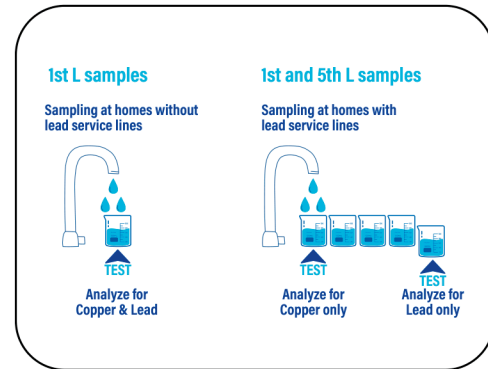 1st L samples
Sampling at homes without
lead service lines
TEST
Analyze for
Copper & Lead
1st and 5th L samples
Sampling at homes with
lead service lines
TEST
Analyze for
Copper only
TEST
Analyze for
Lead only